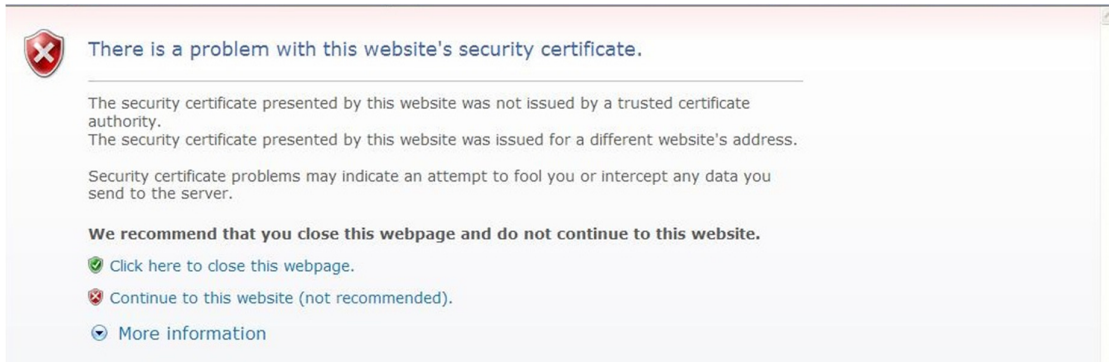 There is a problem with this website's security certificate.
The security certificate presented by this website was not issued by a trusted certificate
authority.
The security certificate presented by this website was issued for a different website's address.
Security certificate problems may indicate an attempt to fool you or intercept any data you
send to the server.
We recommend that you close this webpage and do not continue to this website.
Click here to close this webpage.
Continue to this website (not recommended).
More information